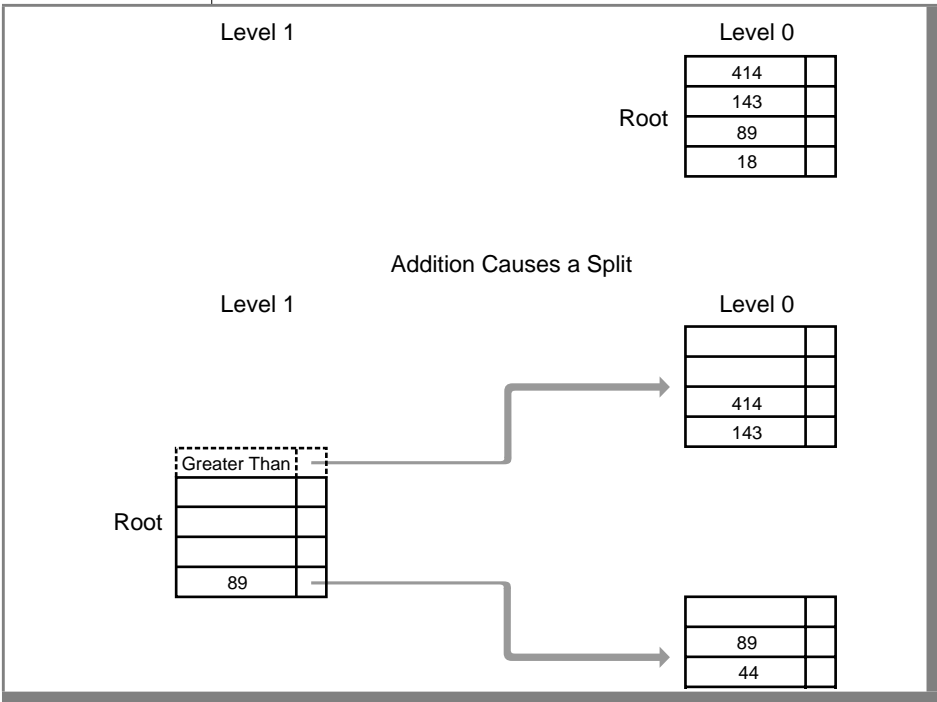 Level 1
Level 0
414
143
Root
89
18
Addition Causes a Split
Level 1
Level 0
414
143
Greater Than
Root
89
89
44